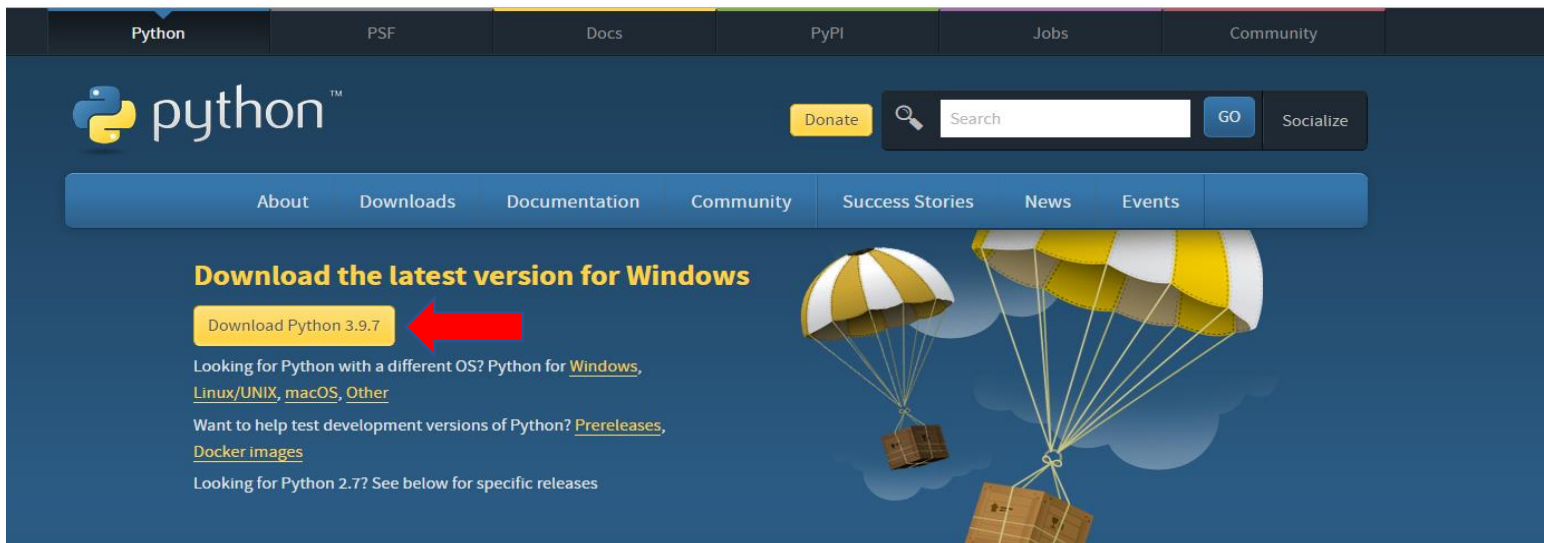 Python PSF Docs PyPI Jobs Community
python™
Donate Search GO Socialize
About Downloads Documentation Community Success Stories News Events
Download the latest version for Windows
Download Python 3.9.7
Looking for Python with a different OS? Python for Windows,
Linux/UNIX, macOS, Other
Want to help test development versions of Python? Prereleases,
Docker images
Looking for Python 2.7? See below for specific releases